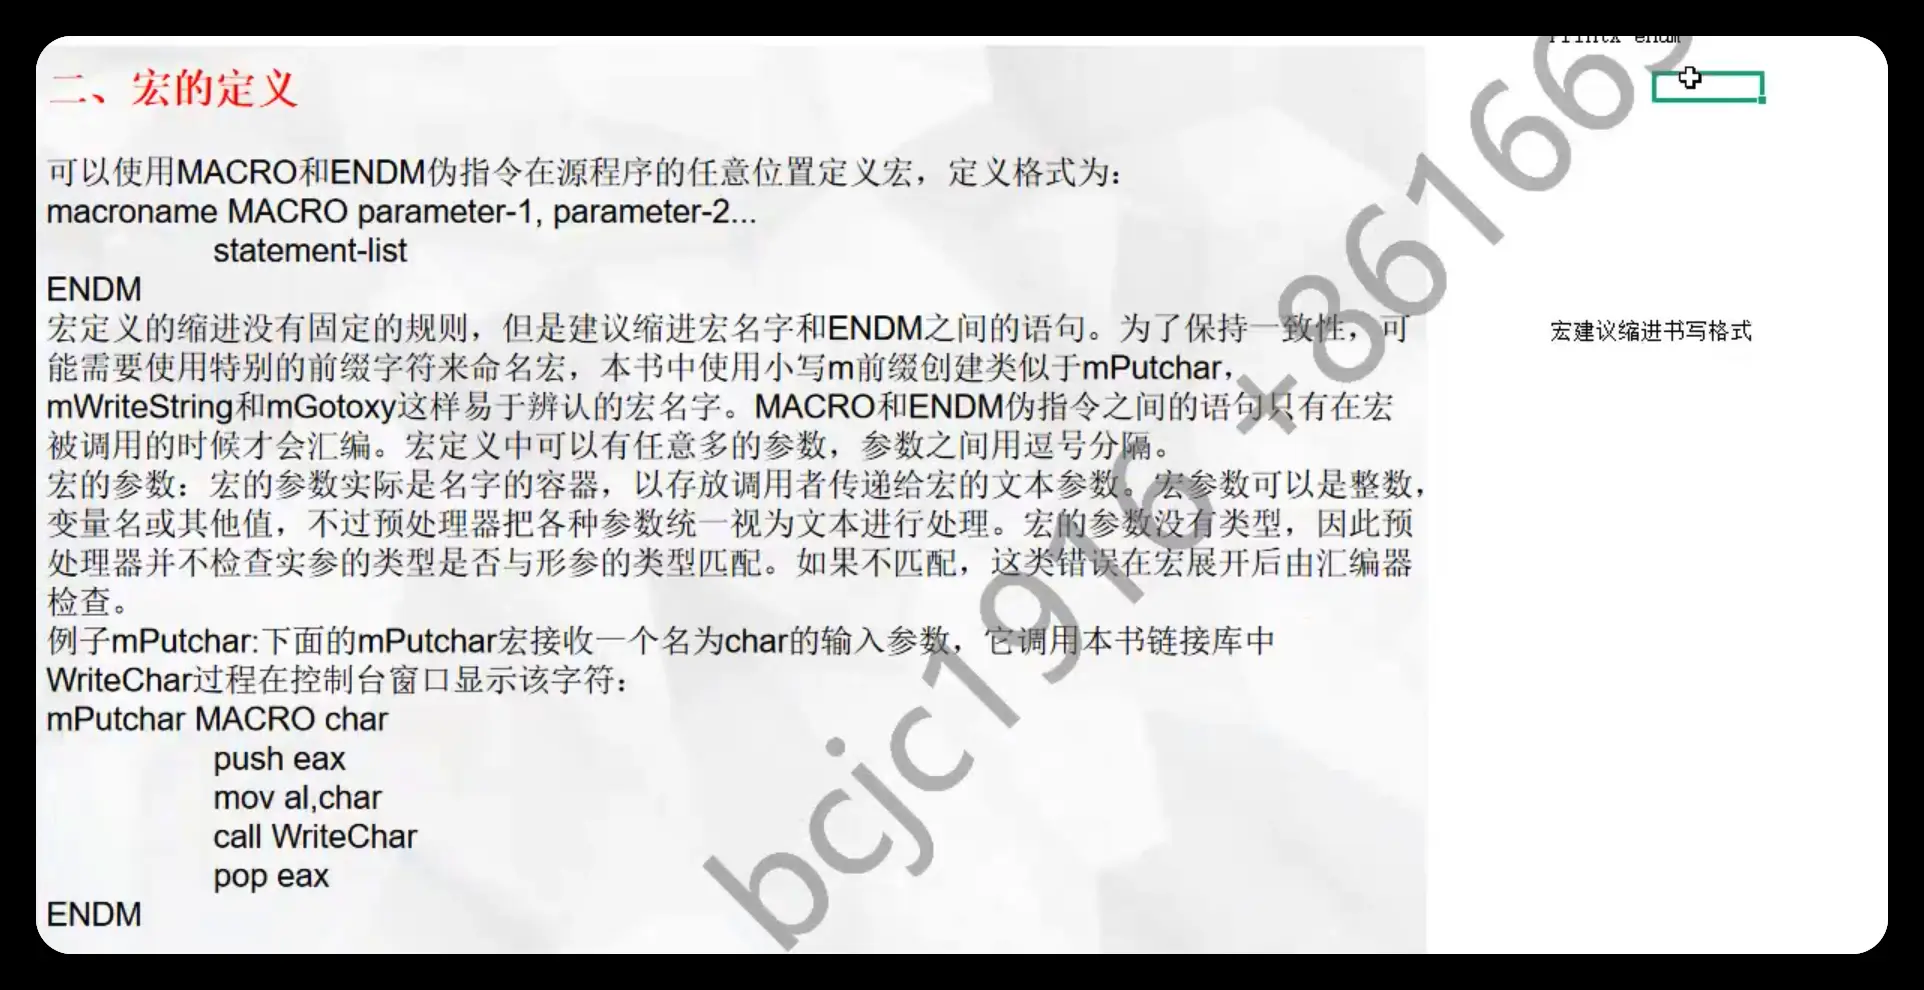 Printx endm
二、宏的定义
可以使用MACRO和ENDM伪指令在源程序的任意位置定义宏，定义格式为：
macroname MACRO parameter-1, parameter-2...
statement-list
ENDM
宏定义的缩进没有固定的规则，但是建议缩进宏名字和ENDM之间的语句。为了保持一致性，可
宏建议缩进书写格式
能需要使用特别的前缀字符来命名宏，本书中使用小写m前缀创建类似于mPutchar，
mWriteString和mGotoxy这样易于辨认的宏名字。MACRO和ENDM伪指令之间的语句只有在宏
被调用的时候才会汇编。宏定义中可以有任意多的参数，参数之间用逗号分隔。
宏的参数：宏的参数实际是名字的容器，以存放调用者传递给宏的文本参数。宏参数可以是整数，
变量名或其他值，不过预处理器把各种参数统一视为文本进行处理。宏的参数没有类型，因此预
处理器并不检查实参的类型是否与形参的类型匹配。如果不匹配，这类错误在宏展开后由汇编器
检查。
例子mPutchar:下面的mPutchar宏接收一个名为char的输入参数，它调用本书链接库中
WriteChar过程在控制台窗口显示该字符：
mPutchar MACRO char
push eax
mov al,char
call WriteChar
pop eax
ENDM
bcjc1916 +86166